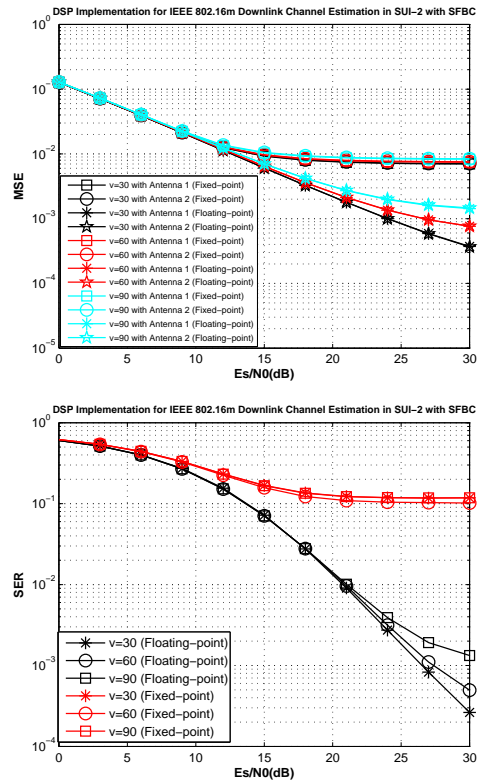 DSP Implementation for IEEE 802.16m Downlink Channel Estimation in SUI−2 with SFBC
10^0
10^−1
10^−2
10^−3
10^−4
10^−5
MSE
v=30 with Antenna 1 (Fixed−point)
v=30 with Antenna 2 (Fixed−point)
v=30 with Antenna 1 (Floating−point)
v=30 with Antenna 2 (Floating−point)
v=60 with Antenna 1 (Fixed−point)
v=60 with Antenna 2 (Fixed−point)
v=60 with Antenna 1 (Floating−point)
v=60 with Antenna 2 (Floating−point)
v=90 with Antenna 1 (Fixed−point)
v=90 with Antenna 2 (Fixed−point)
v=90 with Antenna 1 (Floating−point)
v=90 with Antenna 2 (Floating−point)
0 5 10 15 20 25 30
Es/N0(dB)
DSP Implementation for IEEE 802.16m Downlink Channel Estimation in SUI−2 with SFBC
10^0
10^−1
10^−2
10^−3
10^−4
SER
v=30 (Floating−point)
v=60 (Floating−point)
v=90 (Floating−point)
v=30 (Fixed−point)
v=60 (Fixed−point)
v=90 (Fixed−point)
0 5 10 15 20 25 30
Es/N0(dB)